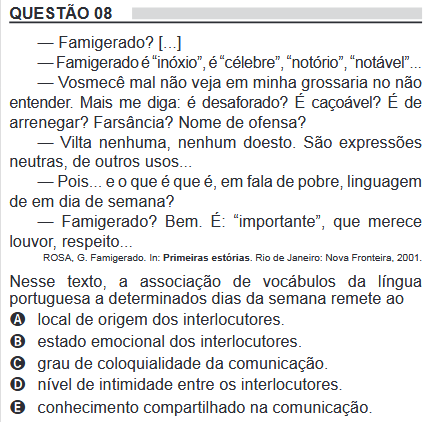 QUESTÃO 08
— Famigerado? [...]
— Famigerado é “inóxio”, é “célebre”, “notório”, “notável”...
— Vosmecê mal não veja em minha grossaria no não
entender. Mais me diga: é desaforado? É caçoável? É de
arrenegar? Farsância? Nome de ofensa?
— Vilta nenhuma, nenhum doesto. São expressões
neutras, de outros usos...
— Pois... e o que é que é, em fala de pobre, linguagem
de em dia de semana?
— Famigerado? Bem. É: “importante”, que merece
louvor, respeito...
ROSA, G. Famigerado. In: Primeiras estórias. Rio de Janeiro: Nova Fronteira, 2001.
Nesse texto, a associação de vocábulos da língua
portuguesa a determinados dias da semana remete ao
A local de origem dos interlocutores.
B estado emocional dos interlocutores.
C grau de coloquialidade da comunicação.
D nível de intimidade entre os interlocutores.
E conhecimento compartilhado na comunicação.